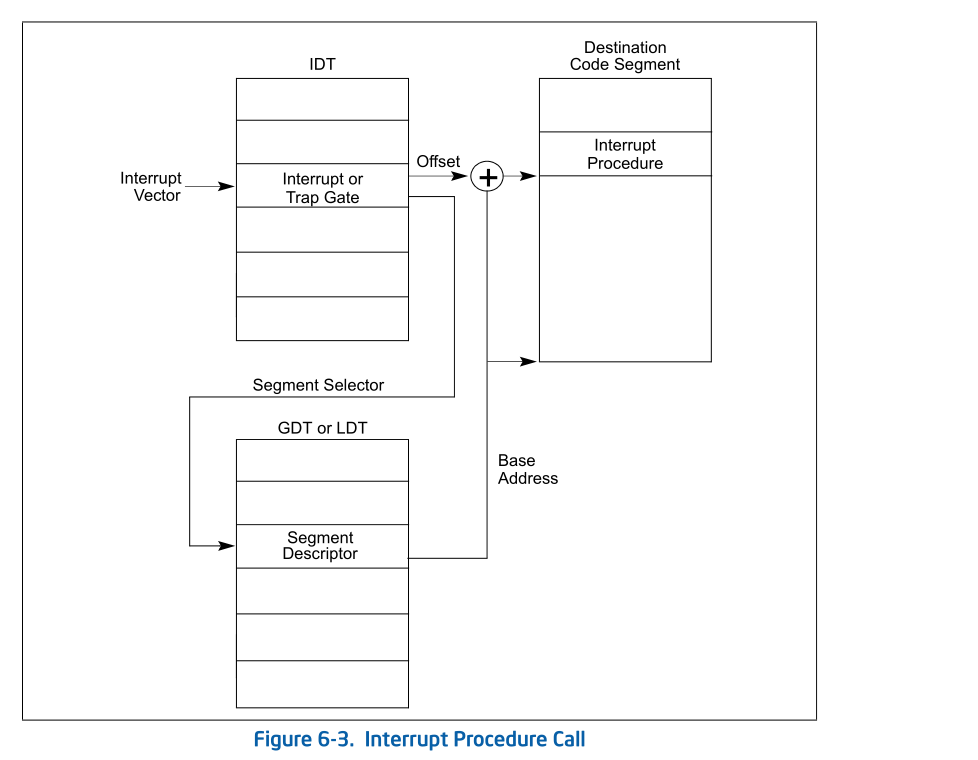 IDT
Destination
Code Segment
Interrupt
Procedure
Offset
+
Interrupt
Vector
Interrupt or
Trap Gate
Segment Selector
GDT or LDT
Base
Address
Segment
Descriptor
Figure 6-3. Interrupt Procedure Call